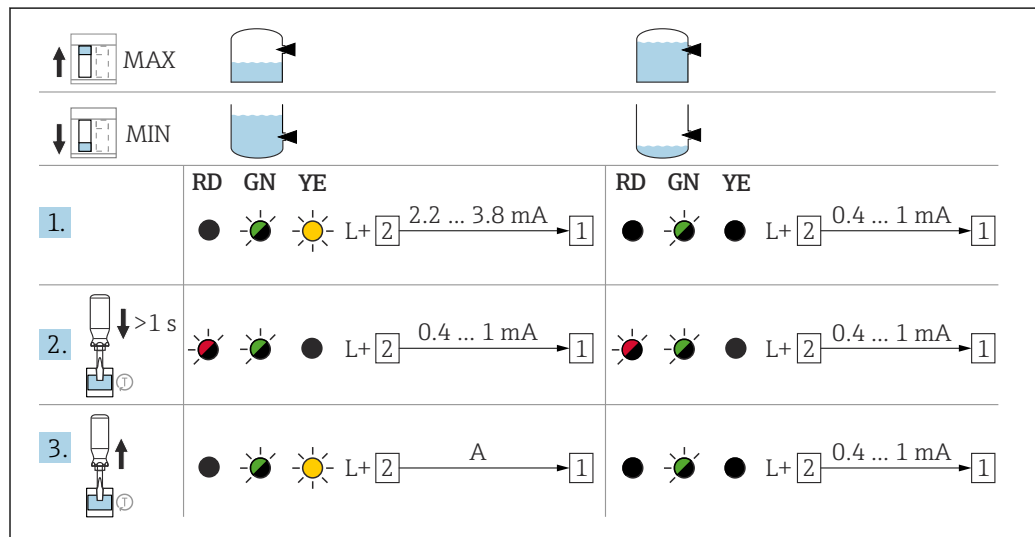 MAX
MIN
RD GN YE RD GN YE
1. L+ 2 2.2 ... 3.8 mA 1 L+ 2 0.4 ... 1 mA 1
2. >1 s T L+ 2 0.4 ... 1 mA 1 L+ 2 0.4 ... 1 mA 1
3. T L+ 2 A 1 L+ 2 0.4 ... 1 mA 1